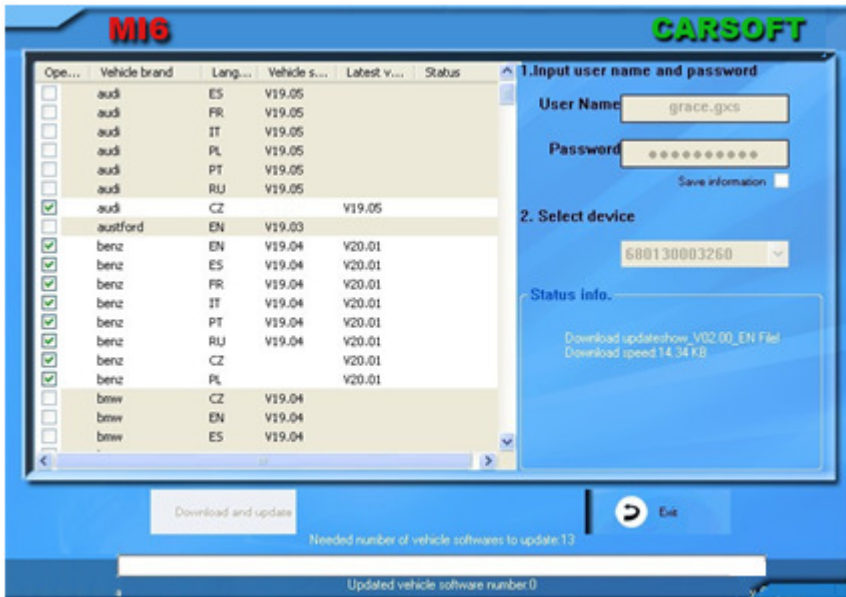 MI6
CARSOFT
Ope... Vehicle brand Lang... Vehicle s... Latest v... Status
audi ES V19.05
audi FR V19.05
audi IT V19.05
audi PL V19.05
audi PT V19.05
audi RU V19.05
audi CZ V19.05
austford EN V19.03
benz EN V19.04 V20.01
benz ES V19.04 V20.01
benz FR V19.04 V20.01
benz IT V19.04 V20.01
benz PT V19.04 V20.01
benz RU V19.04 V20.01
benz CZ V20.01
benz PL V20.01
bmw CZ V19.04
bmw EN V19.04
bmw ES V19.04
1.Input user name and password
User Name grace.gxs
Password ●●●●●●●●●●
Save information
2. Select device
680130003260
Status info.
Download updateshow_V02.00_EN File!
Download speed:14.34 KB
Download and update
Exit
Needed number of vehicle softwares to update:13
Updated vehicle software number:0